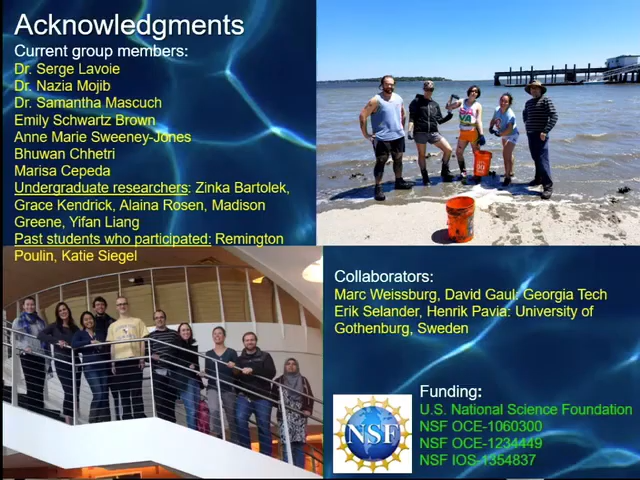 Acknowledgments
Current group members:
Dr. Serge Lavoie
Dr. Nazia Mojib
Dr. Samantha Mascuch
Emily Schwartz Brown
Anne Marie Sweeney-Jones
Bhuwan Chhetri
Marisa Cepeda
Undergraduate researchers: Zinka Bartolek,
Grace Kendrick, Alaina Rosen, Madison
Greene, Yifan Liang
Past students who participated: Remington
Poulin, Katie Siegel
Collaborators:
Marc Weissburg, David Gaul: Georgia Tech
Erik Selander, Henrik Pavia: University of
Gothenburg, Sweden
Funding:
U.S. National Science Foundation
NSF OCE-1060300
NSF OCE-1234449
NSF IOS-1354837
NSF